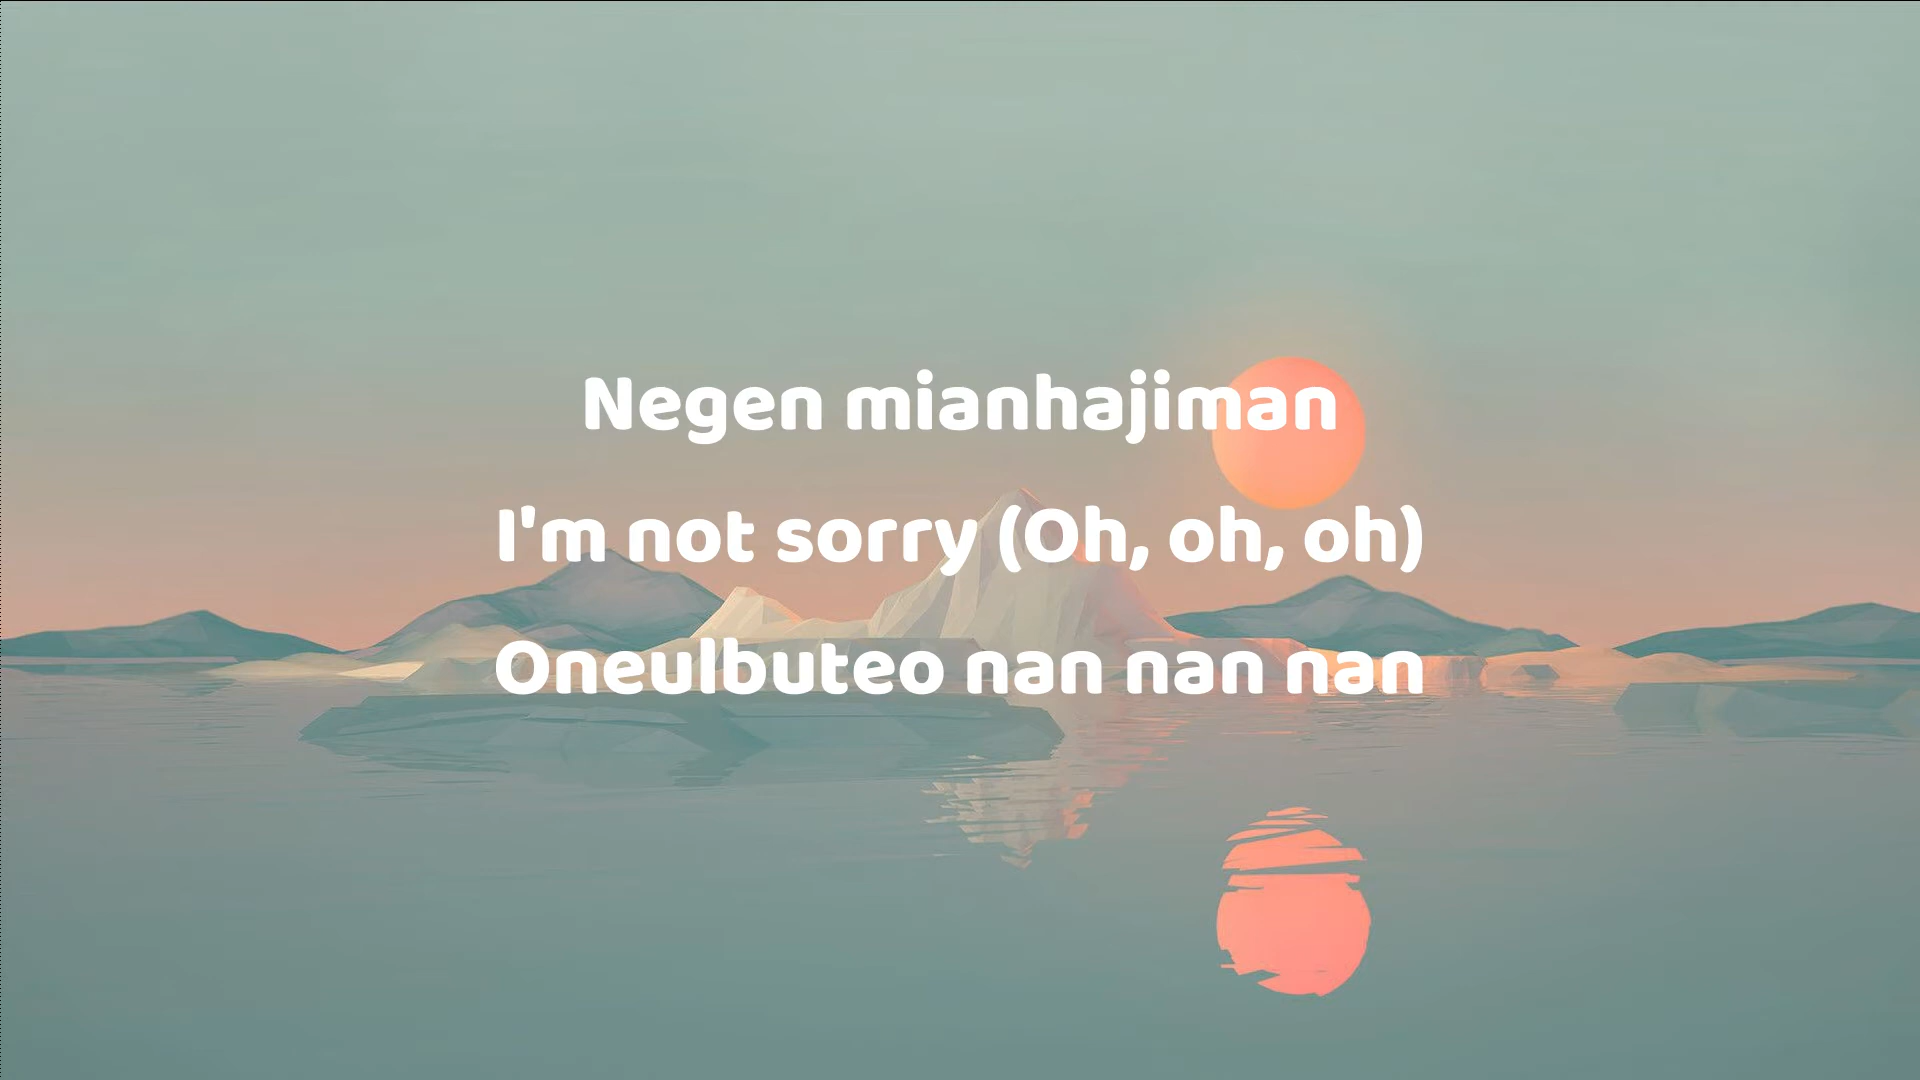 Negen mianhajiman
I'm not sorry (Oh, oh, oh)
Oneulbuteo nan nan nan